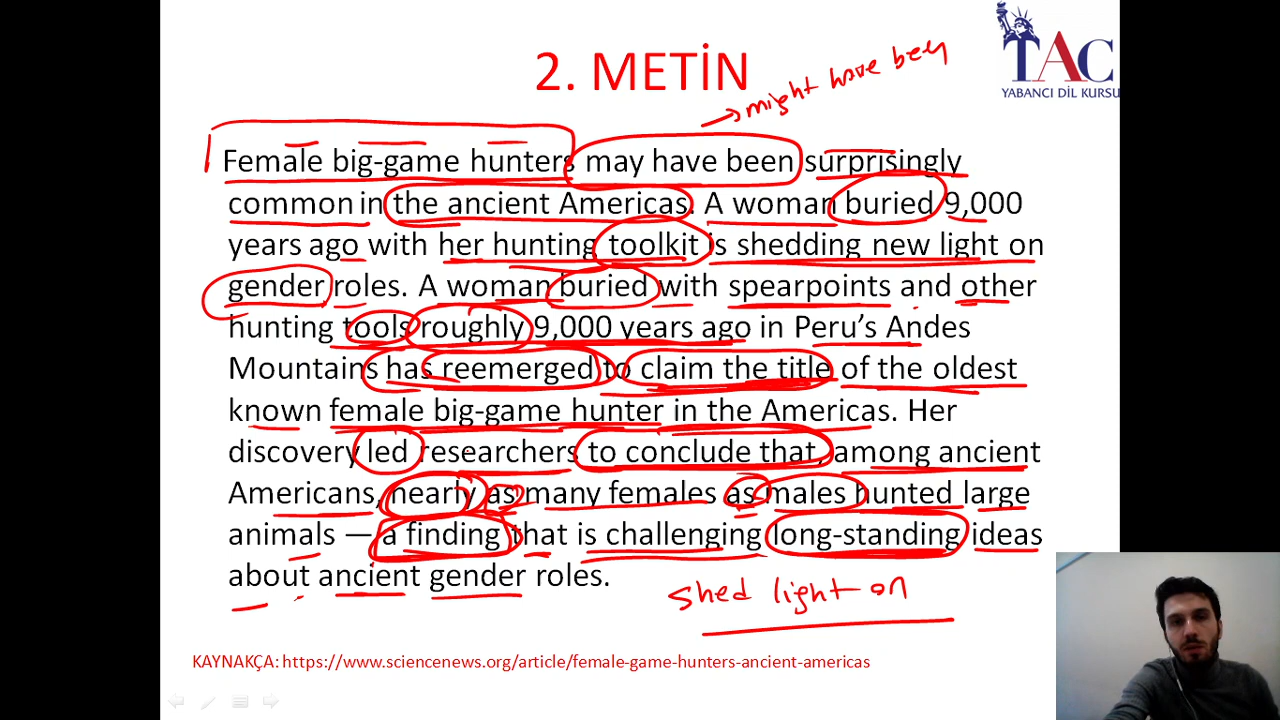 2. METİN
might have been
TAC
YABANCI DİL KURSU
Female big-game hunters may have been surprisingly
common in the ancient Americas. A woman buried 9,000
years ago with her hunting toolkit is shedding new light on
gender roles. A woman buried with spearpoints and other
hunting tools roughly 9,000 years ago in Peru's Andes
Mountains has reemerged to claim the title of the oldest
known female big-game hunter in the Americas. Her
discovery led researchers to conclude that, among ancient
Americans, nearly as many females as males hunted large
animals — a finding that is challenging long-standing ideas
about ancient gender roles.
shed light on
KAYNAKÇA: https://www.sciencenews.org/article/female-game-hunters-ancient-americas